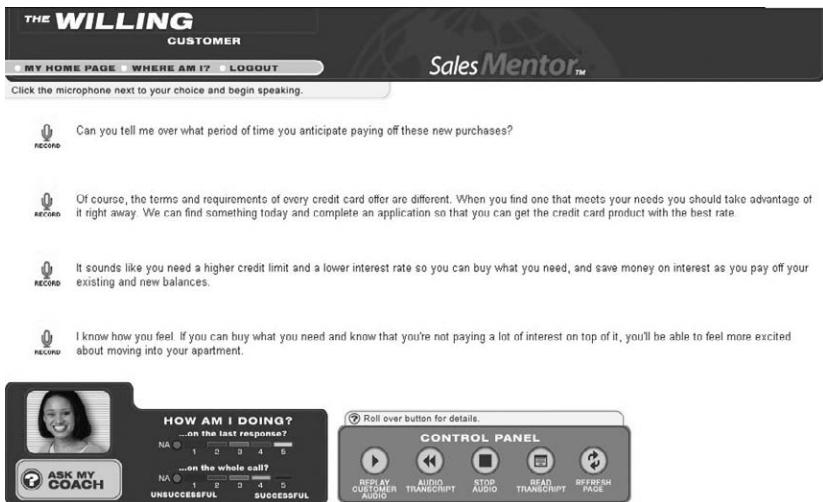 THE WILLING
CUSTOMER
MY HOME PAGE WHERE AM I? LOGOUT
SalesMentor™
Click the microphone next to your choice and begin speaking.
RECORD
Can you tell me over what period of time you anticipate paying off these new purchases?
RECORD
Of course, the terms and requirements of every credit card offer are different. When you find one that meets your needs you should take advantage of
it right away. We can find something today and complete an application so that you can get the credit card product with the best rate.
RECORD
It sounds like you need a higher credit limit and a lower interest rate so you can buy what you need, and save money on interest as you pay off your
existing and new balances.
RECORD
I know how you feel. If you can buy what you need and know that you're not paying a lot of interest on top of it, you'll be able to feel more excited
about moving into your apartment.
? ASK MY
COACH
HOW AM I DOING?
...on the last response?
NA 1 2 3 4 5
...on the whole call?
NA 1 2 3 4 5
UNSUCCESSFUL SUCCESSFUL
? Roll over button for details.
CONTROL PANEL
REPLAY
CUSTOMER
AUDIO
AUDIO
TRANSCRIPT
STOP
AUDIO
READ
TRANSCRIPT
REFRESH
PAGE